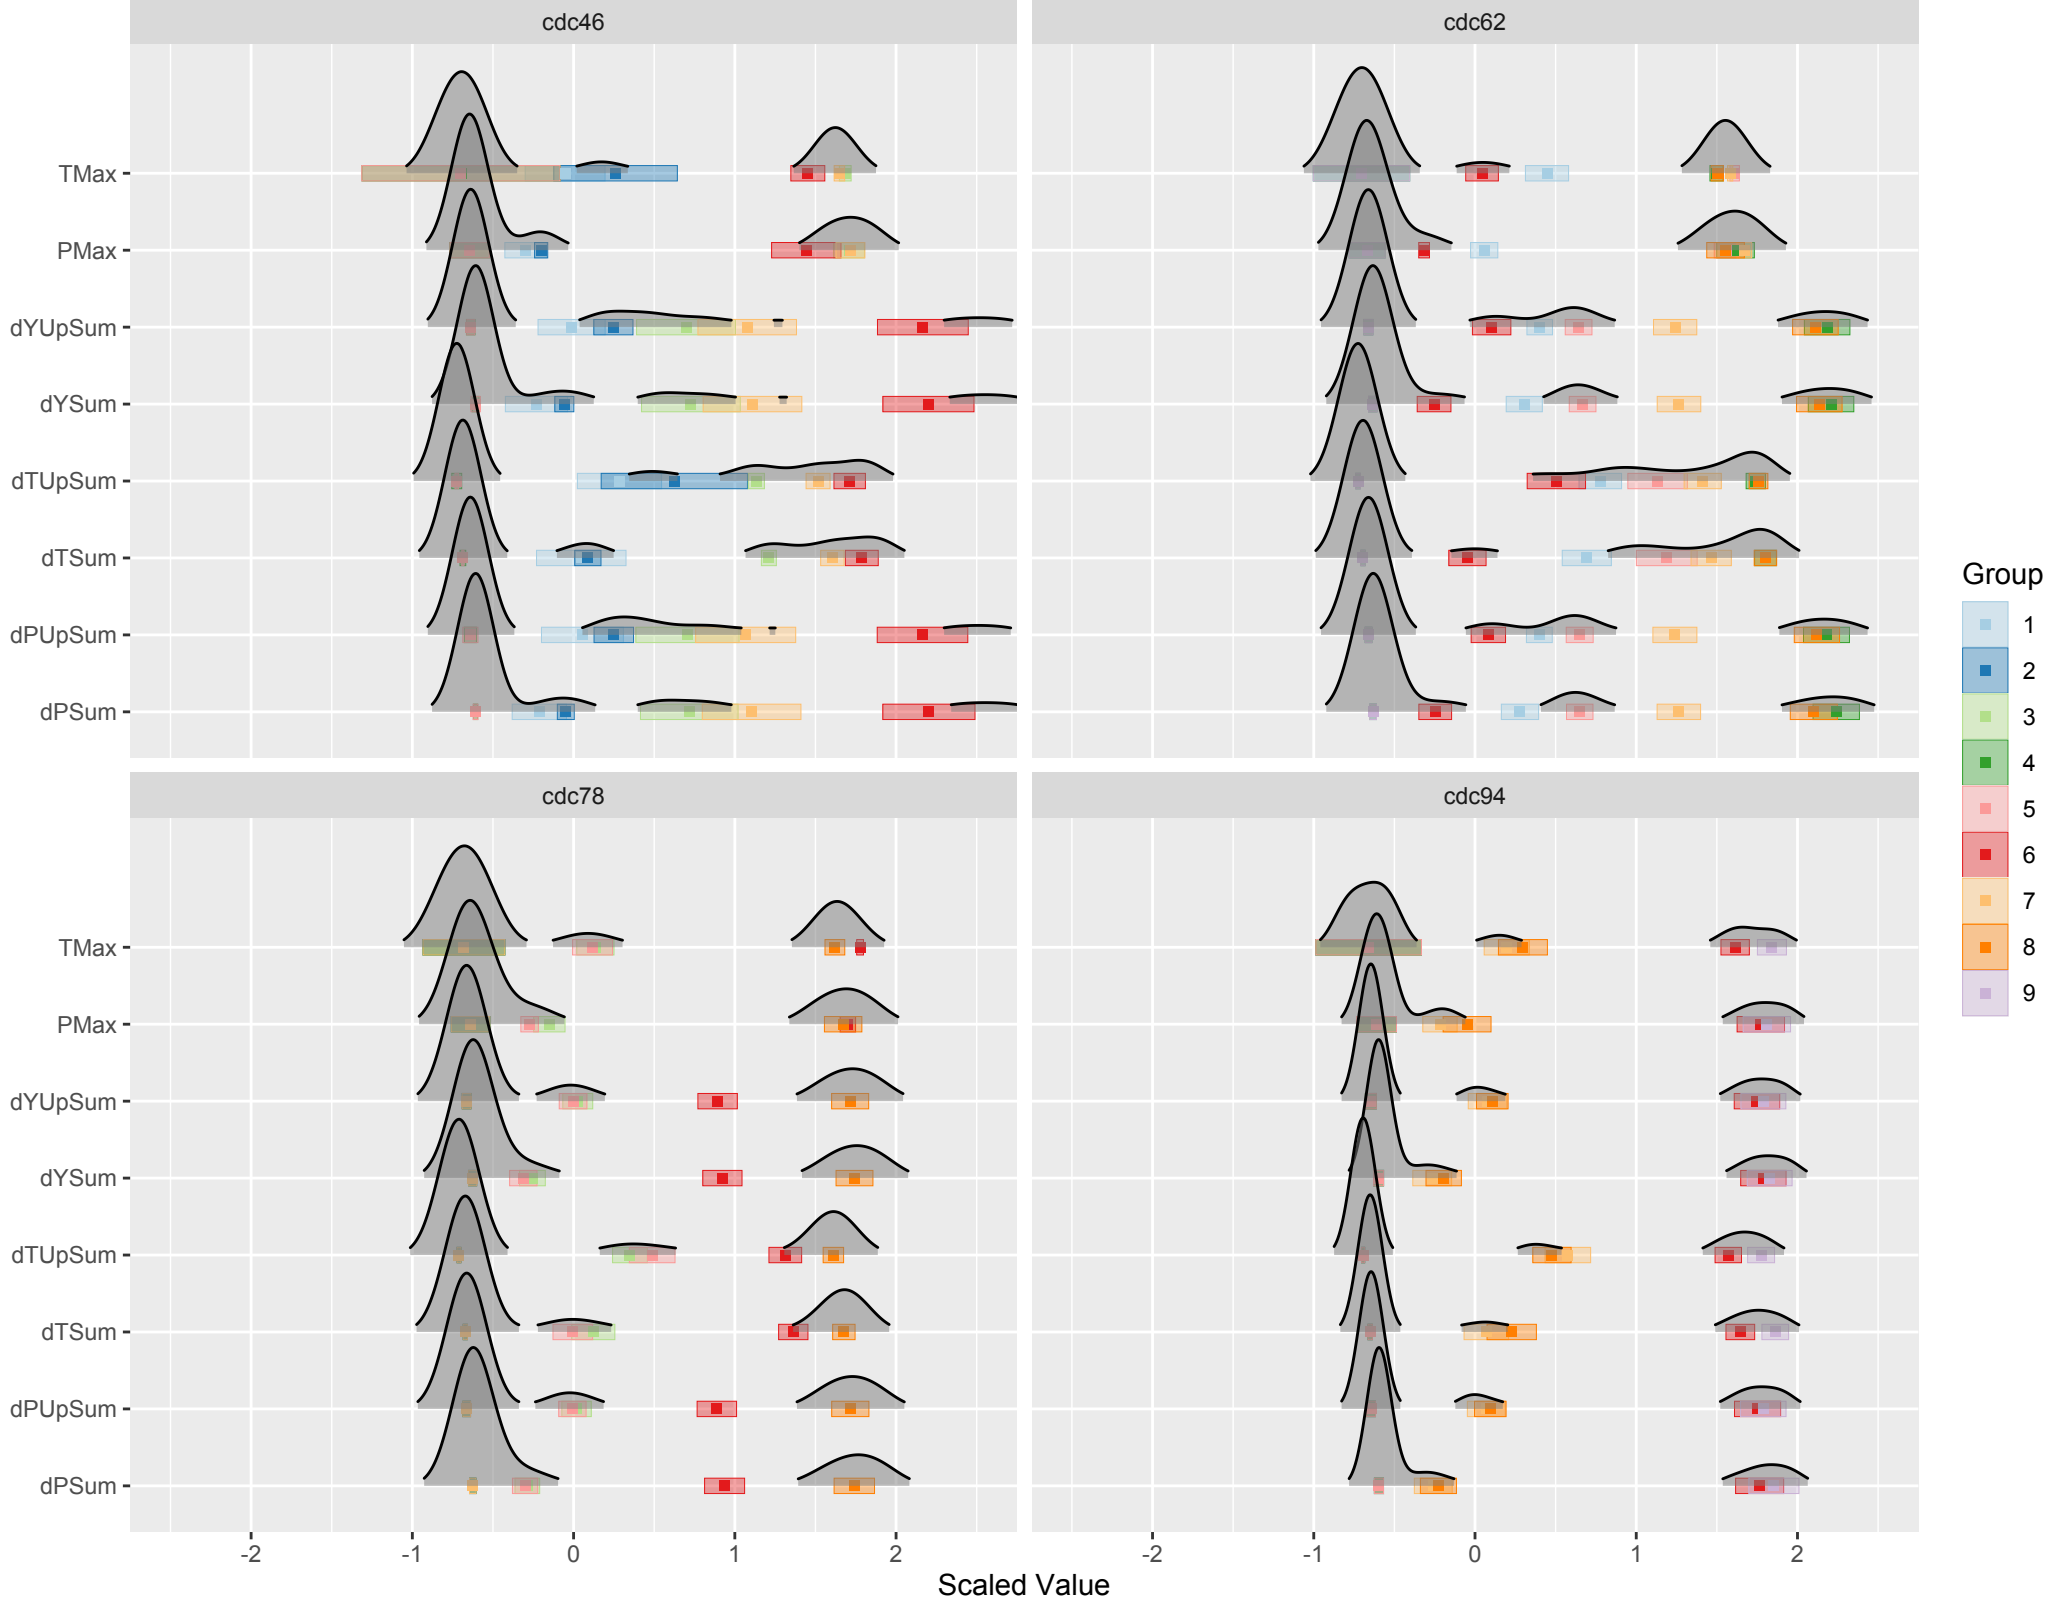 cdc46
cdc62
TMax
PMax
dYUpSum
dYSum
dTUpSum
dTSum
dPUpSum
dPSum
cdc78
cdc94
TMax
PMax
dYUpSum
dYSum
dTUpSum
dTSum
dPUpSum
dPSum
-2 -1 0 1 2
-2 -1 0 1 2
Scaled Value
Group
1
2
3
4
5
6
7
8
9